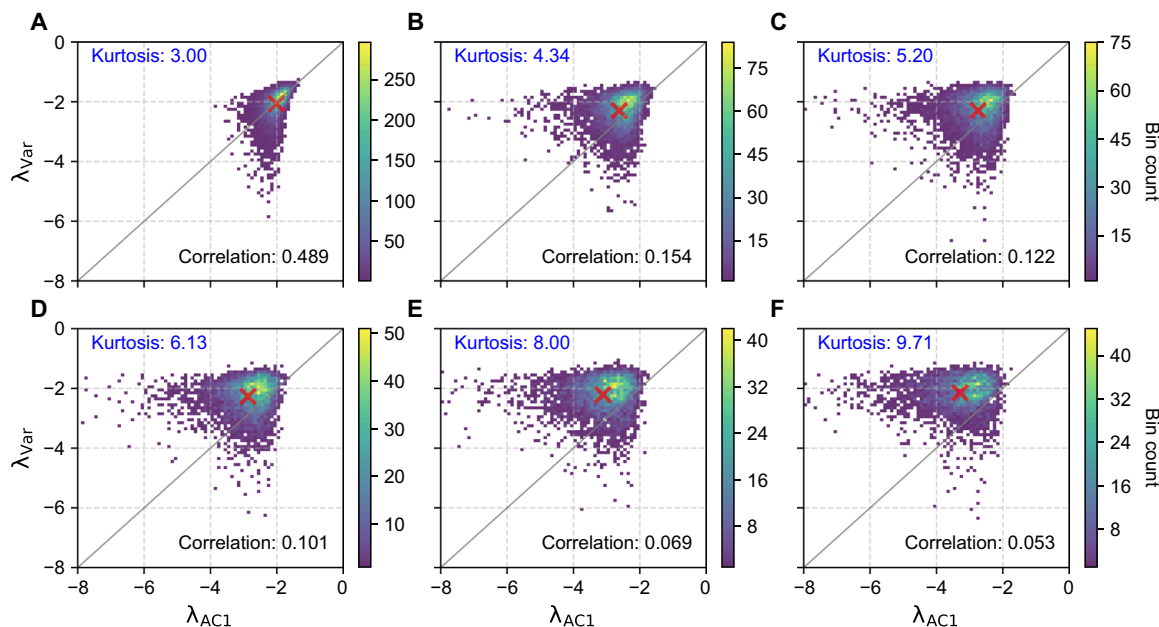 A
Kurtosis: 3.00
Correlation: 0.489
0
−2
−4
−6
−8
λVar
250
200
150
100
50
B
Kurtosis: 4.34
Correlation: 0.154
75
60
45
30
15
C
Kurtosis: 5.20
Correlation: 0.122
75
60
45
30
15
Bin count
D
Kurtosis: 6.13
Correlation: 0.101
0
−2
−4
−6
−8
λVar
−8 −6 −4 −2 0
λAC1
50
40
30
20
10
E
Kurtosis: 8.00
Correlation: 0.069
−8 −6 −4 −2 0
λAC1
40
32
24
16
8
F
Kurtosis: 9.71
Correlation: 0.053
−8 −6 −4 −2 0
λAC1
40
32
24
16
8
Bin count